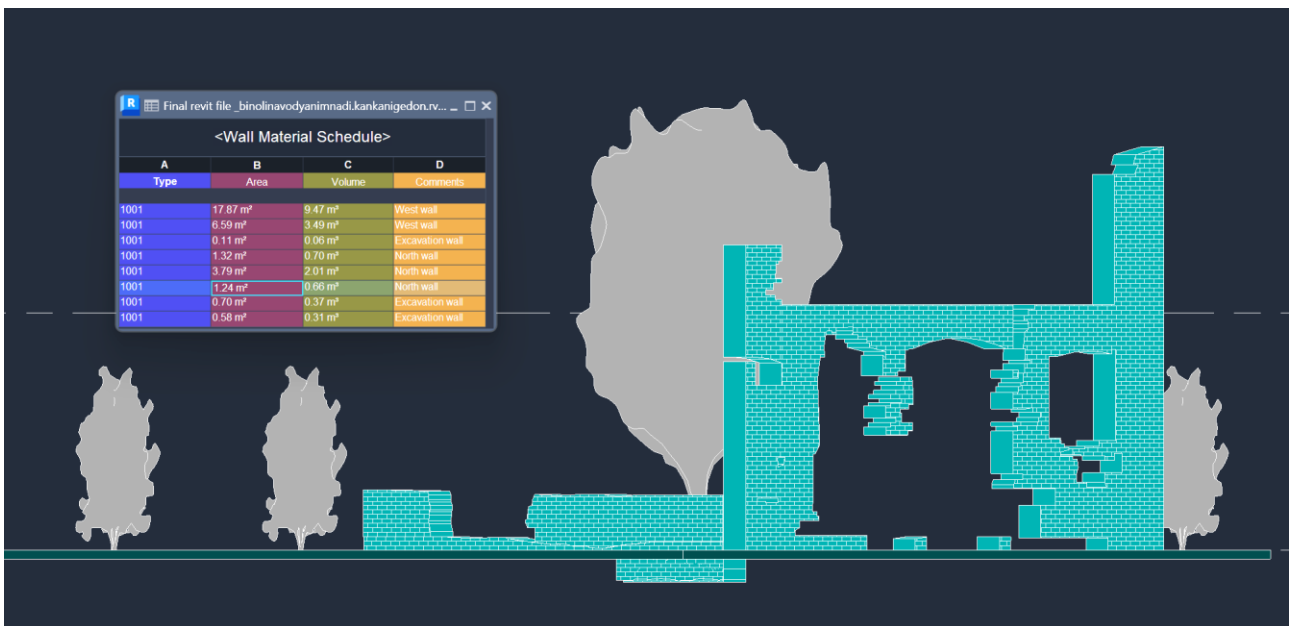 R Final revit file _binolinavodyanimnadi.kankanigedon.rv...
<Wall Material Schedule>
A B C D
Type Area Volume Comments
1001 17.87 m² 9.47 m³ West wall
1001 6.59 m² 3.49 m³ West wall
1001 0.11 m² 0.06 m³ Excavation wall
1001 1.32 m² 0.70 m³ North wall
1001 3.79 m² 2.01 m³ North wall
1001 1.24 m² 0.66 m³ North wall
1001 0.70 m² 0.37 m³ Excavation wall
1001 0.58 m² 0.31 m³ Excavation wall